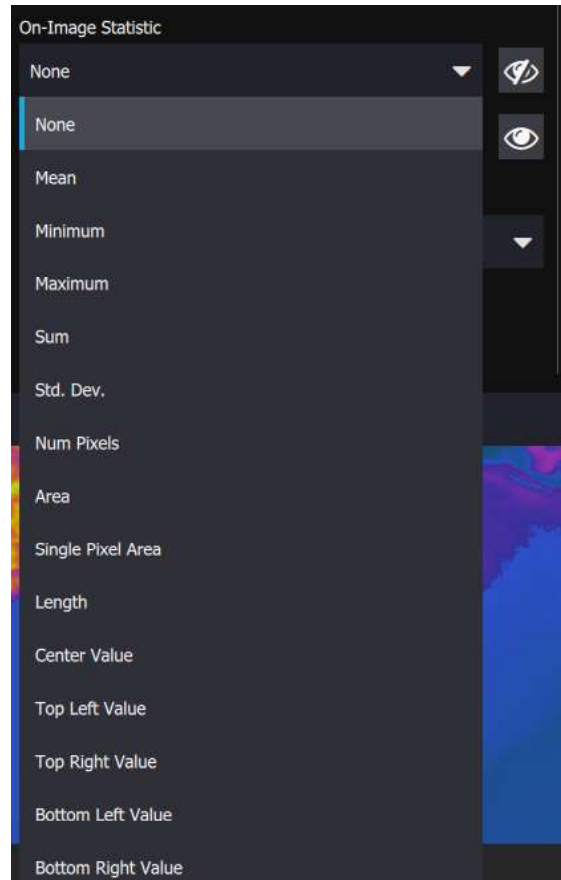 On-Image Statistic
None
None
Mean
Minimum
Maximum
Sum
Std. Dev.
Num Pixels
Area
Single Pixel Area
Length
Center Value
Top Left Value
Top Right Value
Bottom Left Value
Bottom Right Value